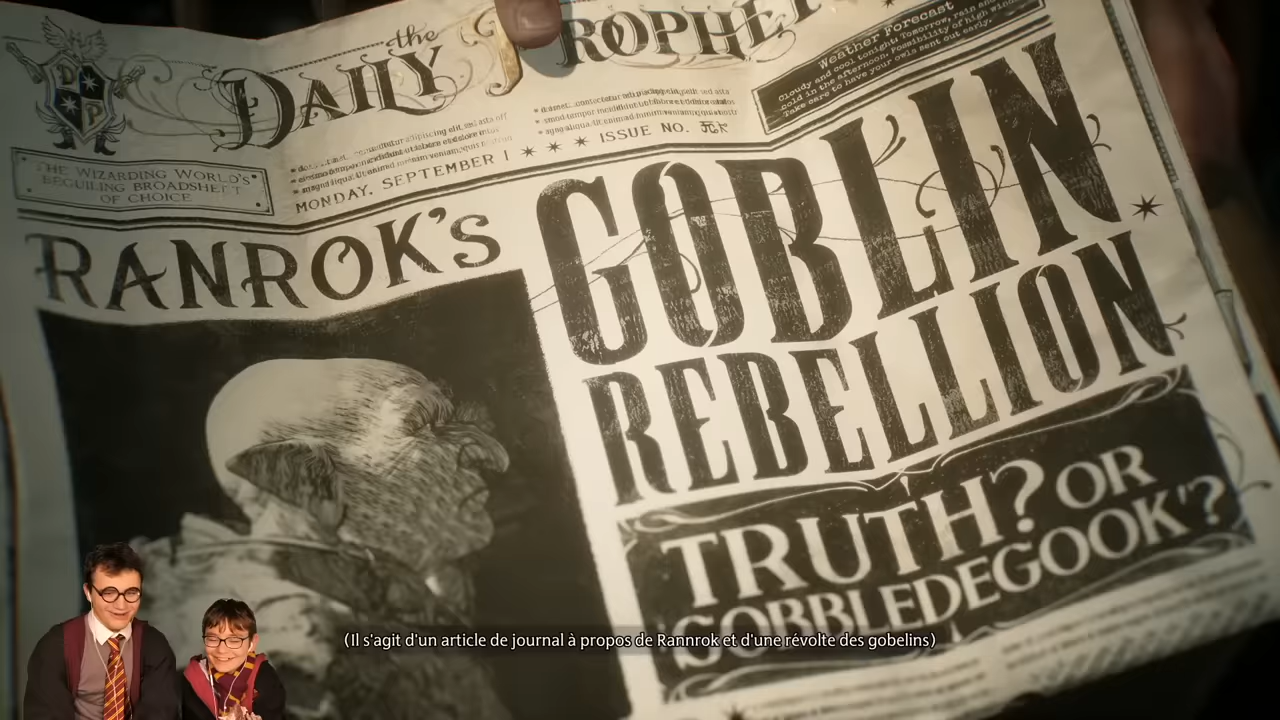 the
DAILY PROPHET
D P
THE WIZARDING WORLD'S
BEGUILING BROADSHEET
OF CHOICE
MONDAY, SEPTEMBER 1
ISSUE NO.
Weather Forecast
Cloudy and cool tonight; Tomorrow, rain and
cold in the afternoon. Possibility of high winds
Take care to have your owls sent out early.
RANROK'S
GOBLIN
REBELLION
TRUTH? OR
'GOBBLEDEGOOK'?
(Il s'agit d'un article de journal à propos de Rannrok et d'une révolte des gobelins)